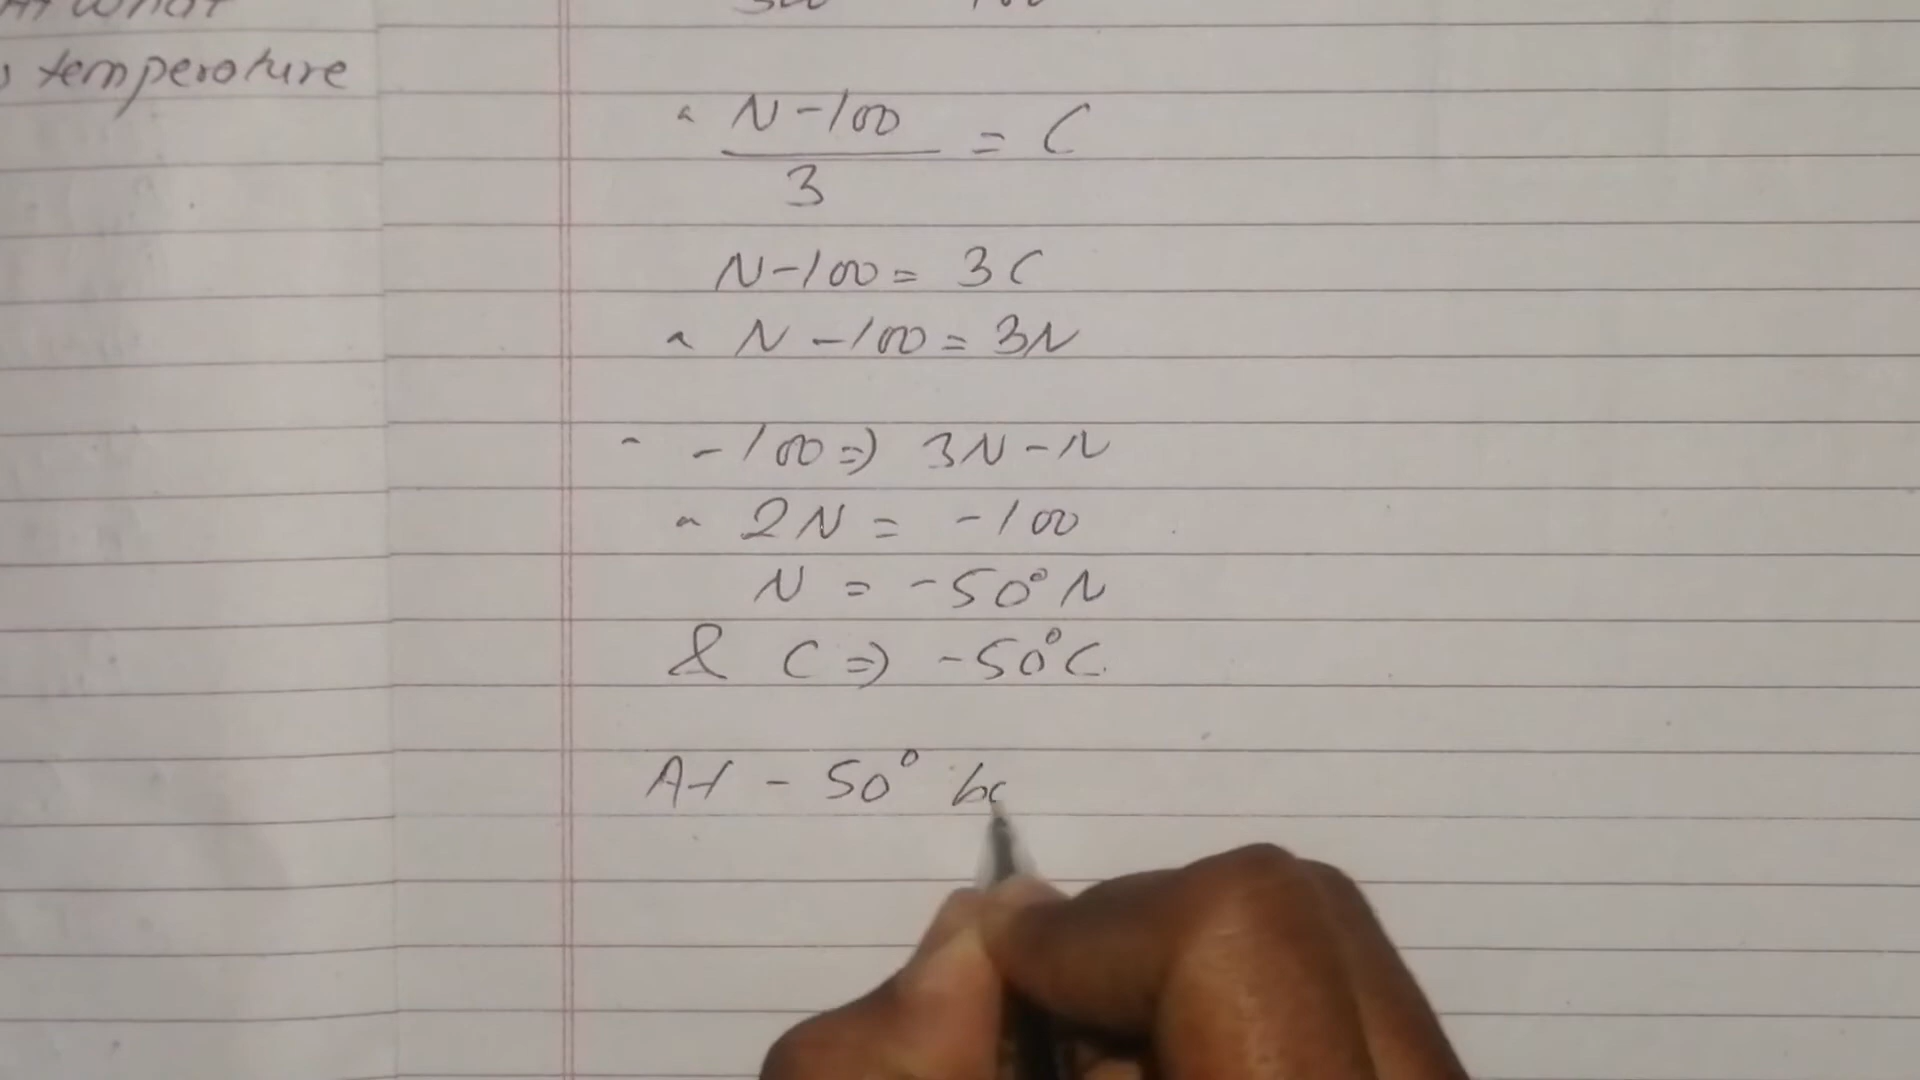 temperature
N-100
3
= C
N-100 = 3C
N-100 = 3N
-100 => 3N-N
2N = -100
N = -50°N
& C => -50°C.
At -50°